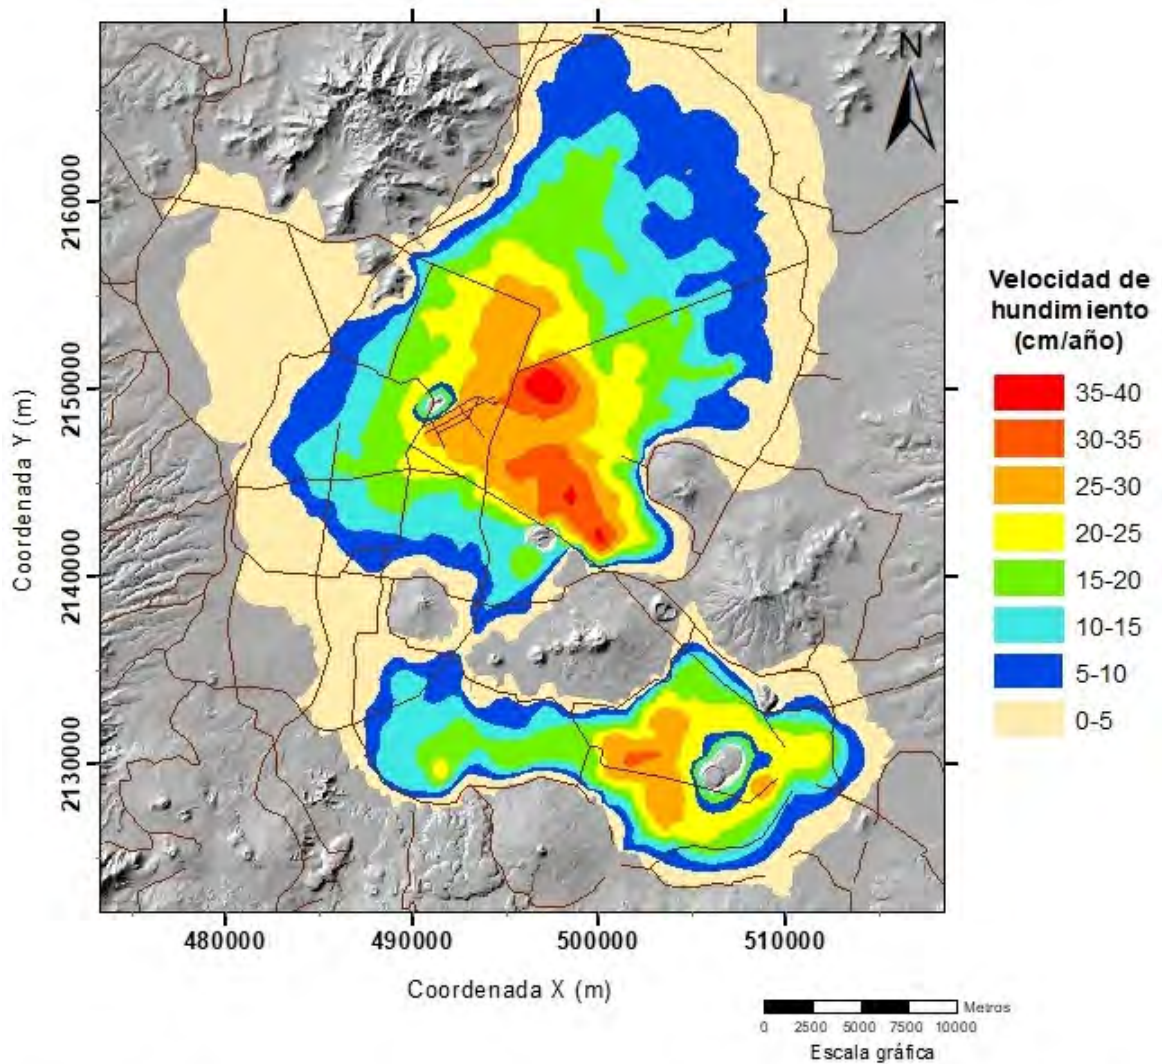 N
Coordenada Y (m)
2160000
2150000
2140000
2130000
480000
490000
500000
510000
Coordenada X (m)
Velocidad de
hundimiento
(cm/año)
35-40
30-35
25-30
20-25
15-20
10-15
5-10
0-5
Metros
0 2500 5000 7500 10000
Escala gráfica